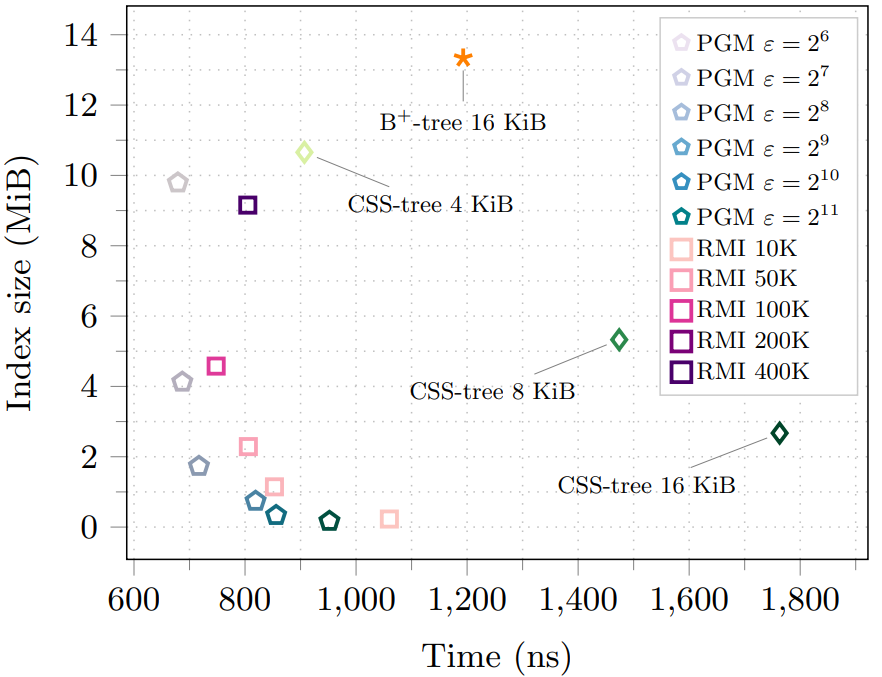 14
12
10
8
6
4
2
0
Index size (MiB)
600
800
1,000
1,200
1,400
1,600
1,800
Time (ns)
B⁺-tree 16 KiB
CSS-tree 4 KiB
CSS-tree 8 KiB
CSS-tree 16 KiB
PGM ε = 2⁶
PGM ε = 2⁷
PGM ε = 2⁸
PGM ε = 2⁹
PGM ε = 2¹⁰
PGM ε = 2¹¹
RMI 10K
RMI 50K
RMI 100K
RMI 200K
RMI 400K